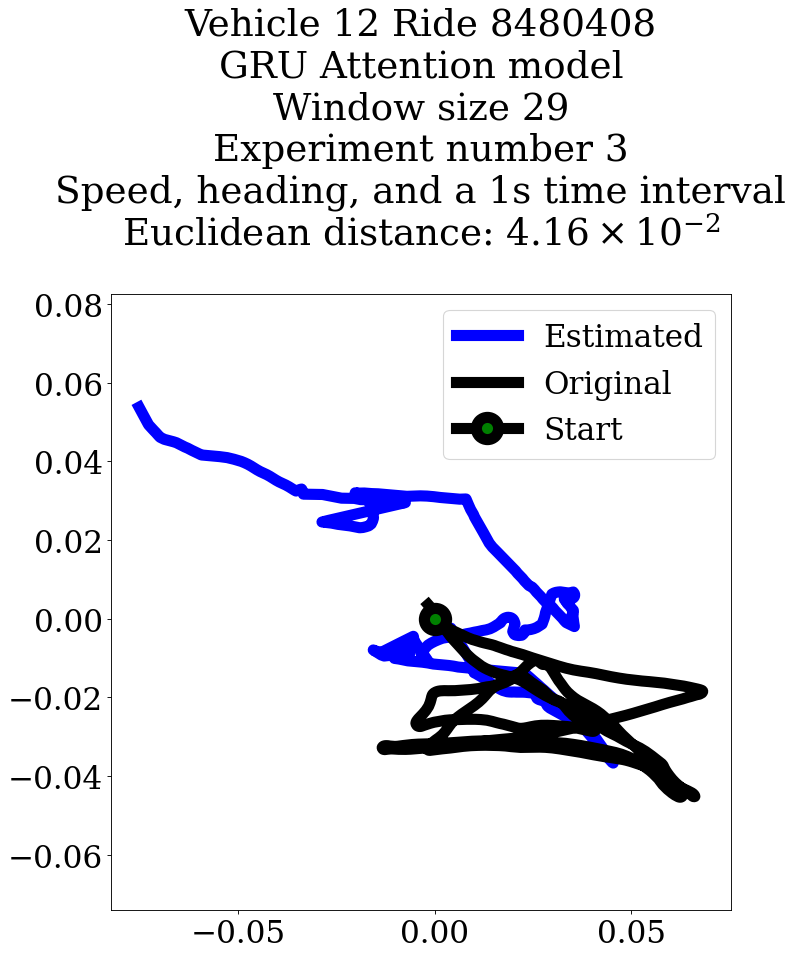 Vehicle 12 Ride 8480408
GRU Attention model
Window size 29
Experiment number 3
Speed, heading, and a 1s time interval
Euclidean distance: 4.16 × 10⁻²
0.08
0.06
0.04
0.02
0.00
−0.02
−0.04
−0.06
Estimated
Original
Start
−0.05
0.00
0.05